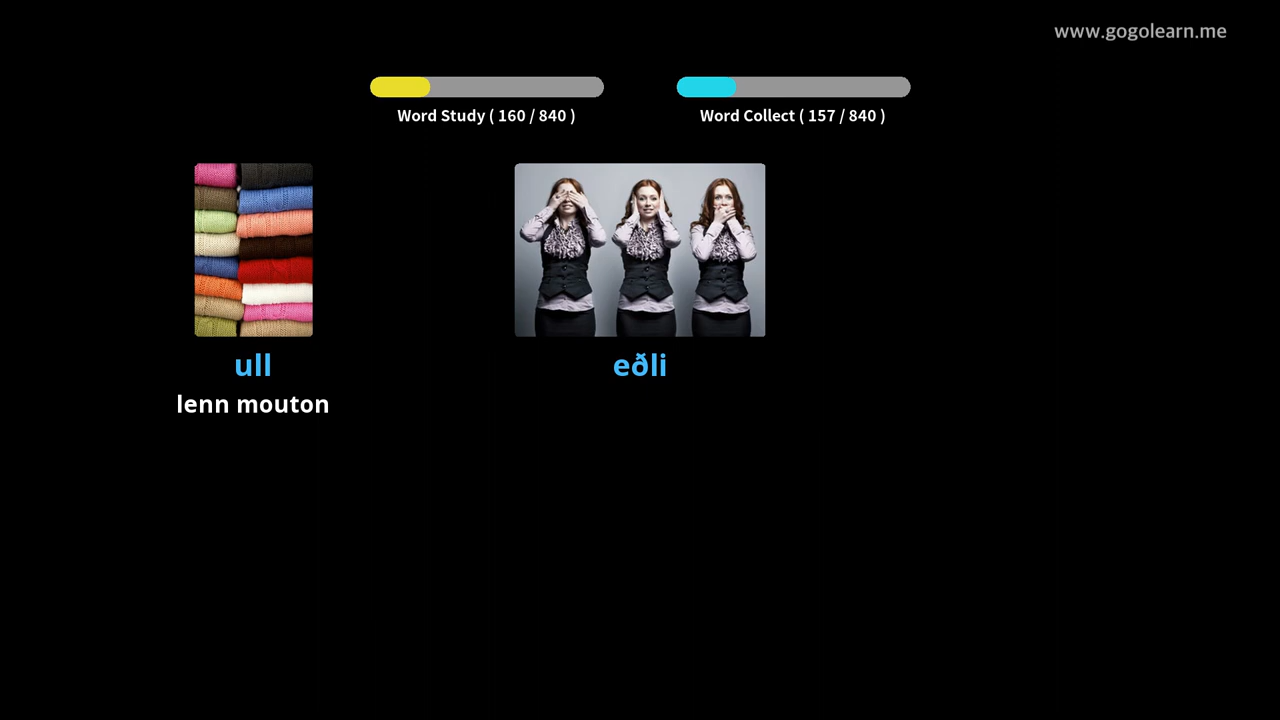 www.gogolearn.me
Word Study ( 160 / 840 )
Word Collect ( 157 / 840 )
ull
eðli
lenn mouton